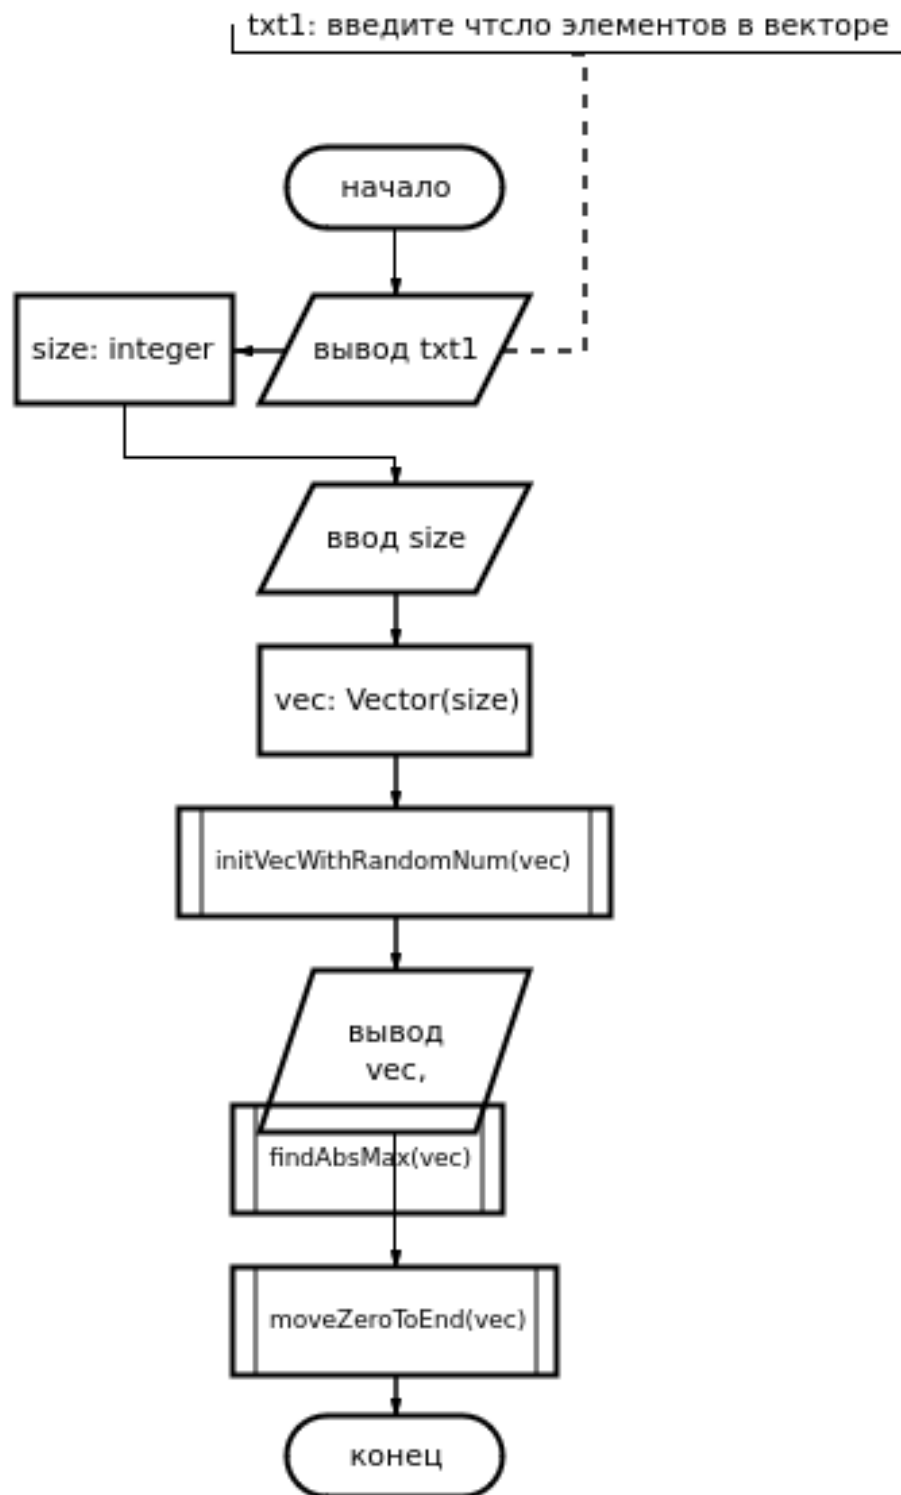 txt1: введите чтсло элементов в векторе
начало
size: integer
вывод txt1
ввод size
vec: Vector(size)
initVecWithRandomNum(vec)
вывод
vec,
findAbsMax(vec)
moveZeroToEnd(vec)
конец